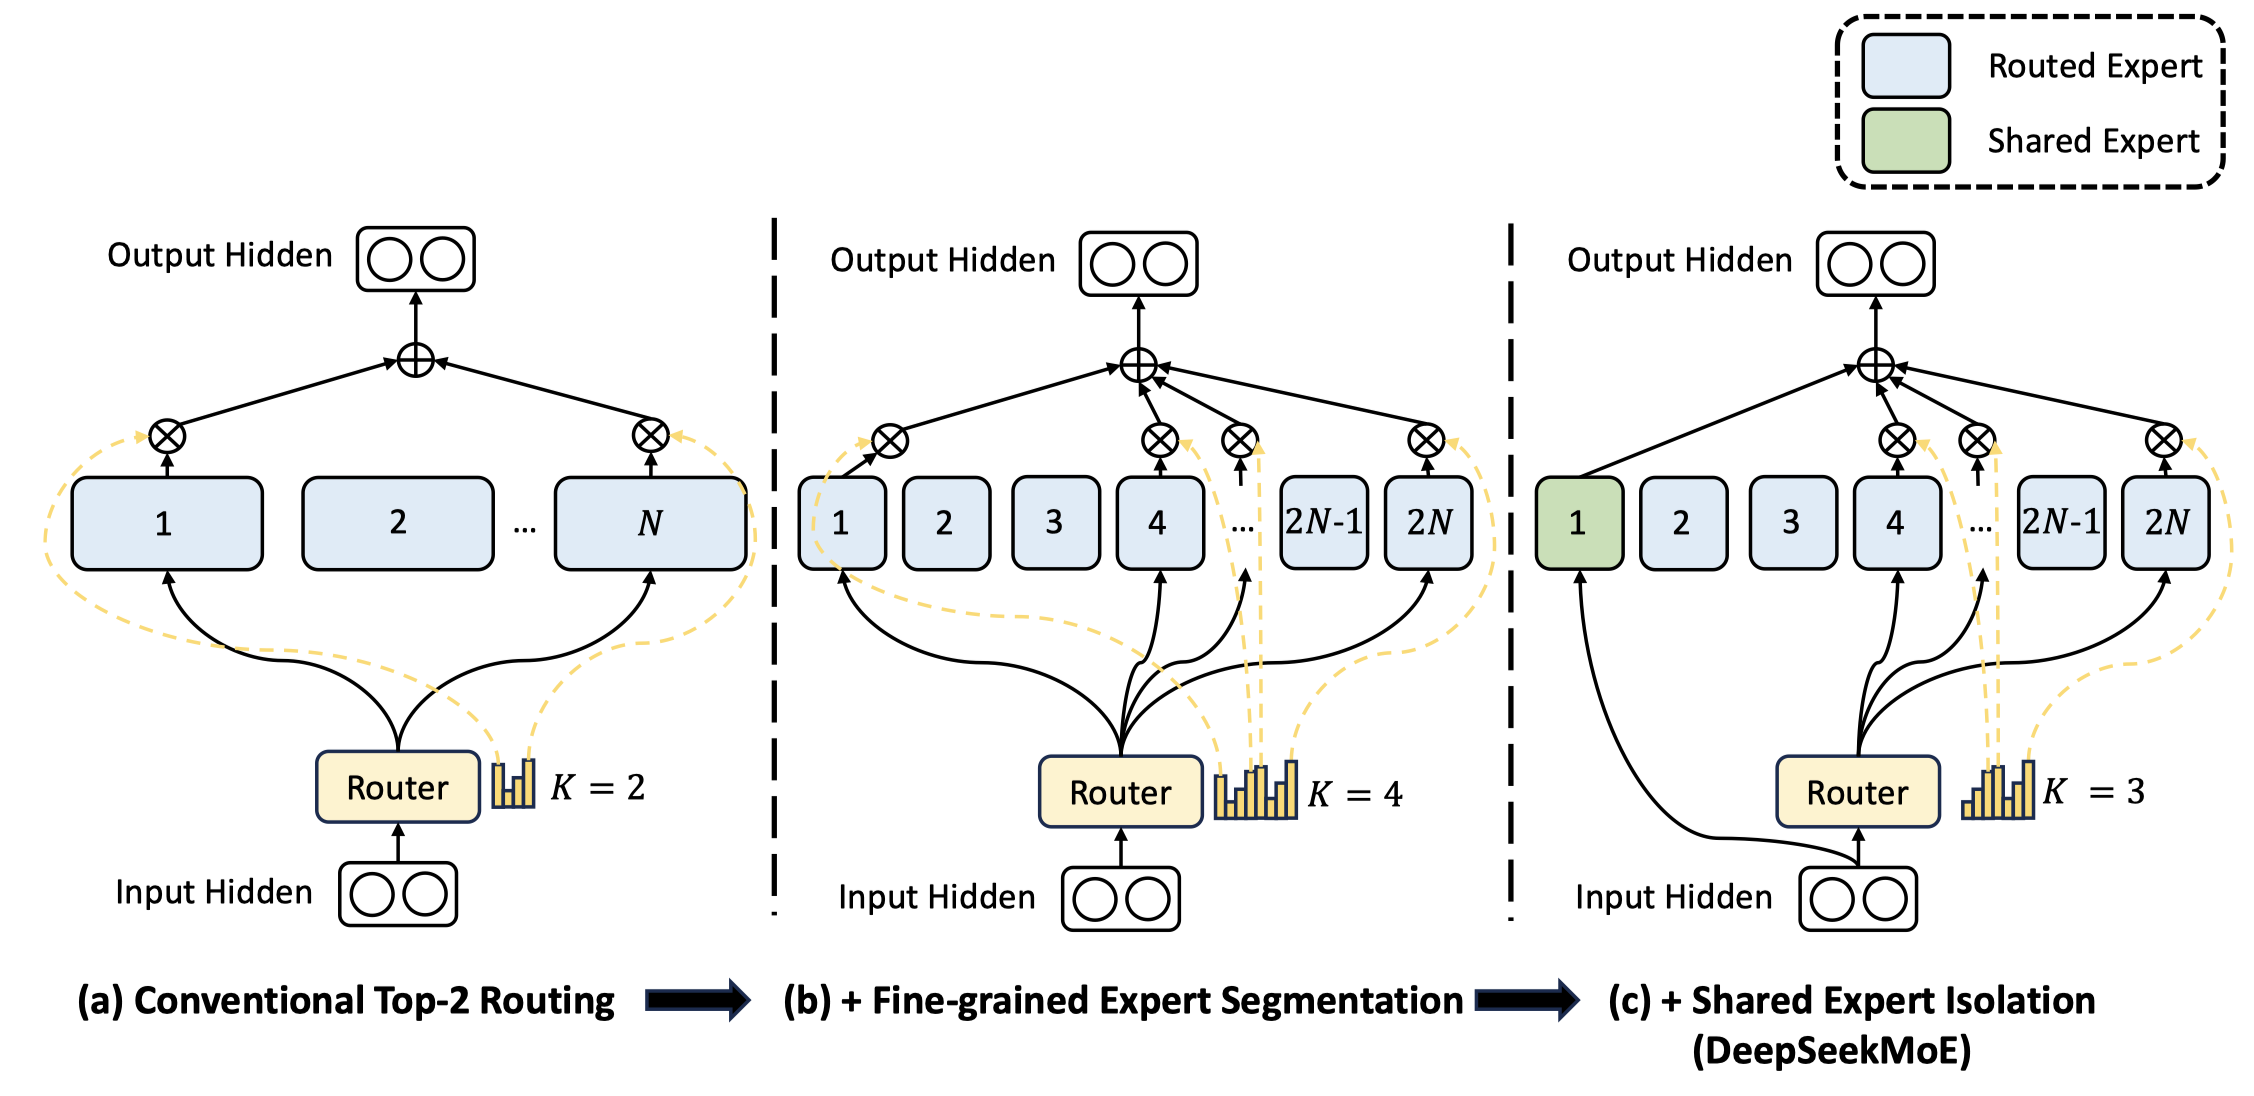 Routed Expert
Shared Expert
Output Hidden
1
2
...
N
Router
K = 2
Input Hidden
(a) Conventional Top-2 Routing
Output Hidden
1
2
3
4
...
2N-1
2N
Router
K = 4
Input Hidden
(b) + Fine-grained Expert Segmentation
Output Hidden
1
2
3
4
...
2N-1
2N
Router
K = 3
Input Hidden
(c) + Shared Expert Isolation
(DeepSeekMoE)